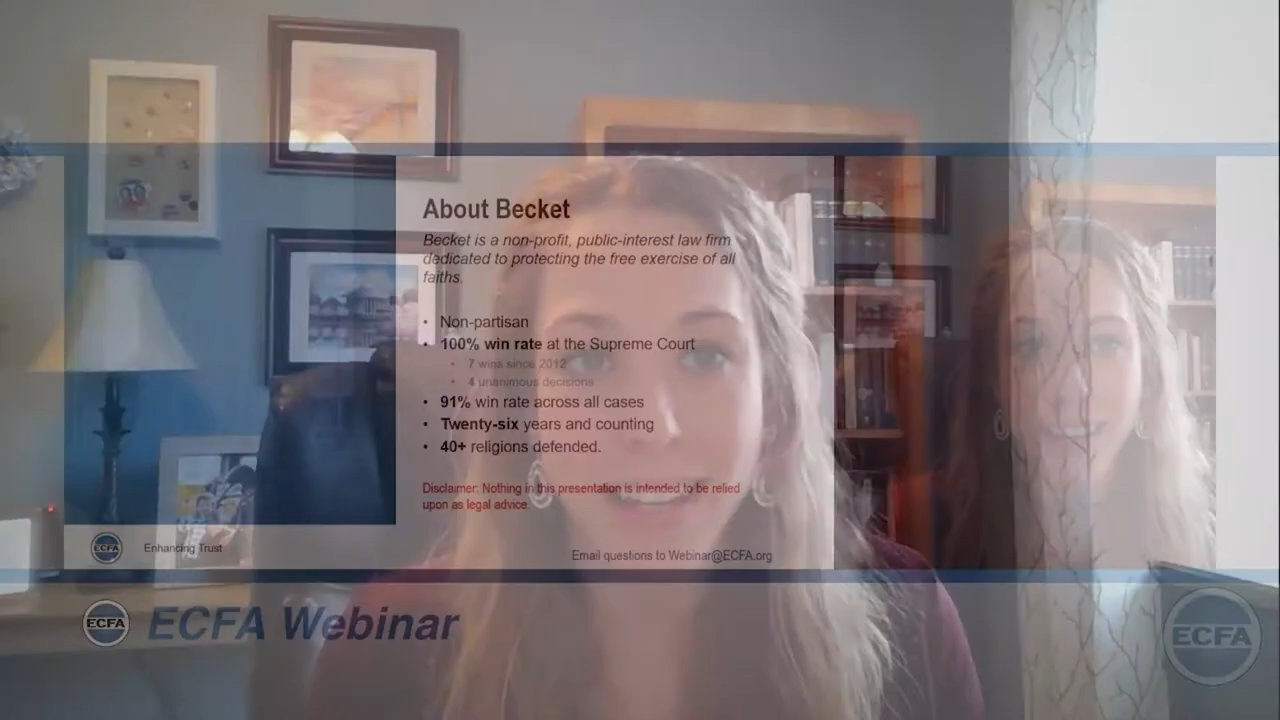 About Becket
Becket is a non-profit, public-interest law firm
dedicated to protecting the free exercise of all
faiths.
• Non-partisan
• 100% win rate at the Supreme Court
• 7 wins since 2012
• 4 unanimous decisions
• 91% win rate across all cases
• Twenty-six years and counting
• 40+ religions defended.
Disclaimer: Nothing in this presentation is intended to be relied
upon as legal advice.
ECFA Enhancing Trust
Email questions to Webinar@ECFA.org
ECFA ECFA Webinar
ECFA